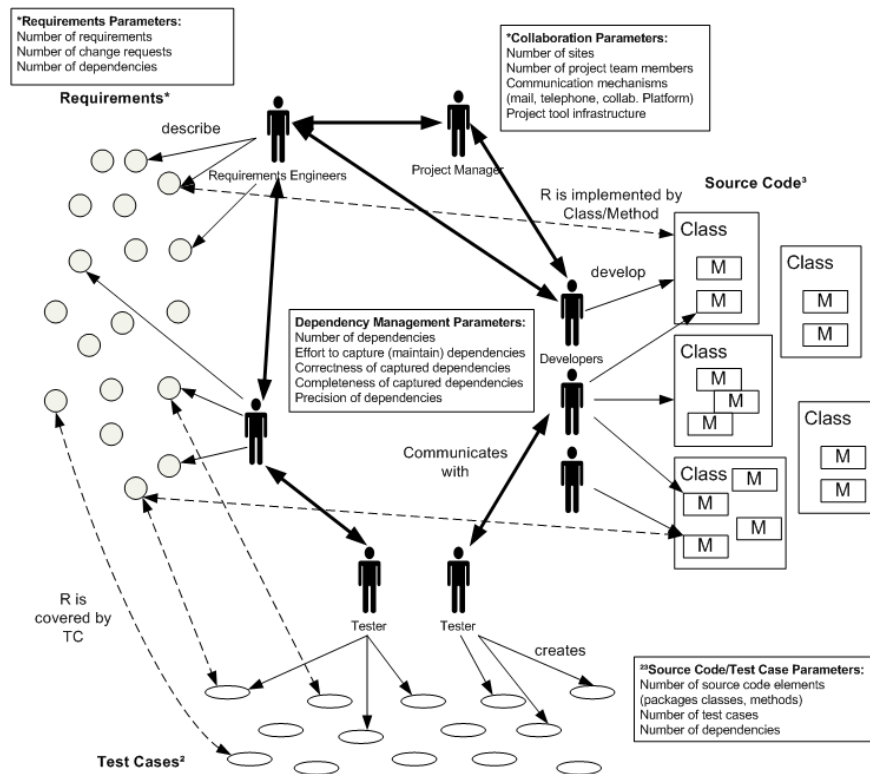 *Requirements Parameters:
Number of requirements
Number of change requests
Number of dependencies
*Collaboration Parameters:
Number of sites
Number of project team members
Communication mechanisms
(mail, telephone, collab. Platform)
Project tool infrastructure
Requirements*
describe
Requirements Engineers
Project Manager
R is implemented by
Class/Method
Source Code³
Class
M
M
Class
M
M
develop
Developers
Dependency Management Parameters:
Number of dependencies
Effort to capture (maintain) dependencies
Correctness of captured dependencies
Completeness of captured dependencies
Precision of dependencies
Class
M
M
M
Class
M
M
Communicates
with
Class
M
M
M
M
R is
covered by
TC
Tester
Tester
creates
²³Source Code/Test Case Parameters:
Number of source code elements
(packages classes, methods)
Number of test cases
Number of dependencies
Test Cases²